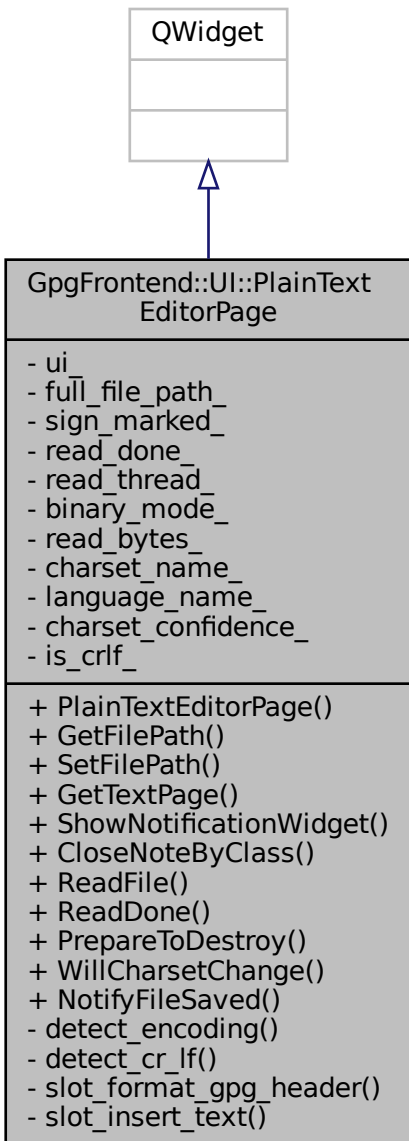 QWidget
GpgFrontend::UI::PlainText
EditorPage
- ui_
- full_file_path_
- sign_marked_
- read_done_
- read_thread_
- binary_mode_
- read_bytes_
- charset_name_
- language_name_
- charset_confidence_
- is_crlf_
+ PlainTextEditorPage()
+ GetFilePath()
+ SetFilePath()
+ GetTextPage()
+ ShowNotificationWidget()
+ CloseNoteByClass()
+ ReadFile()
+ ReadDone()
+ PrepareToDestroy()
+ WillCharsetChange()
+ NotifyFileSaved()
- detect_encoding()
- detect_cr_lf()
- slot_format_gpg_header()
- slot_insert_text()